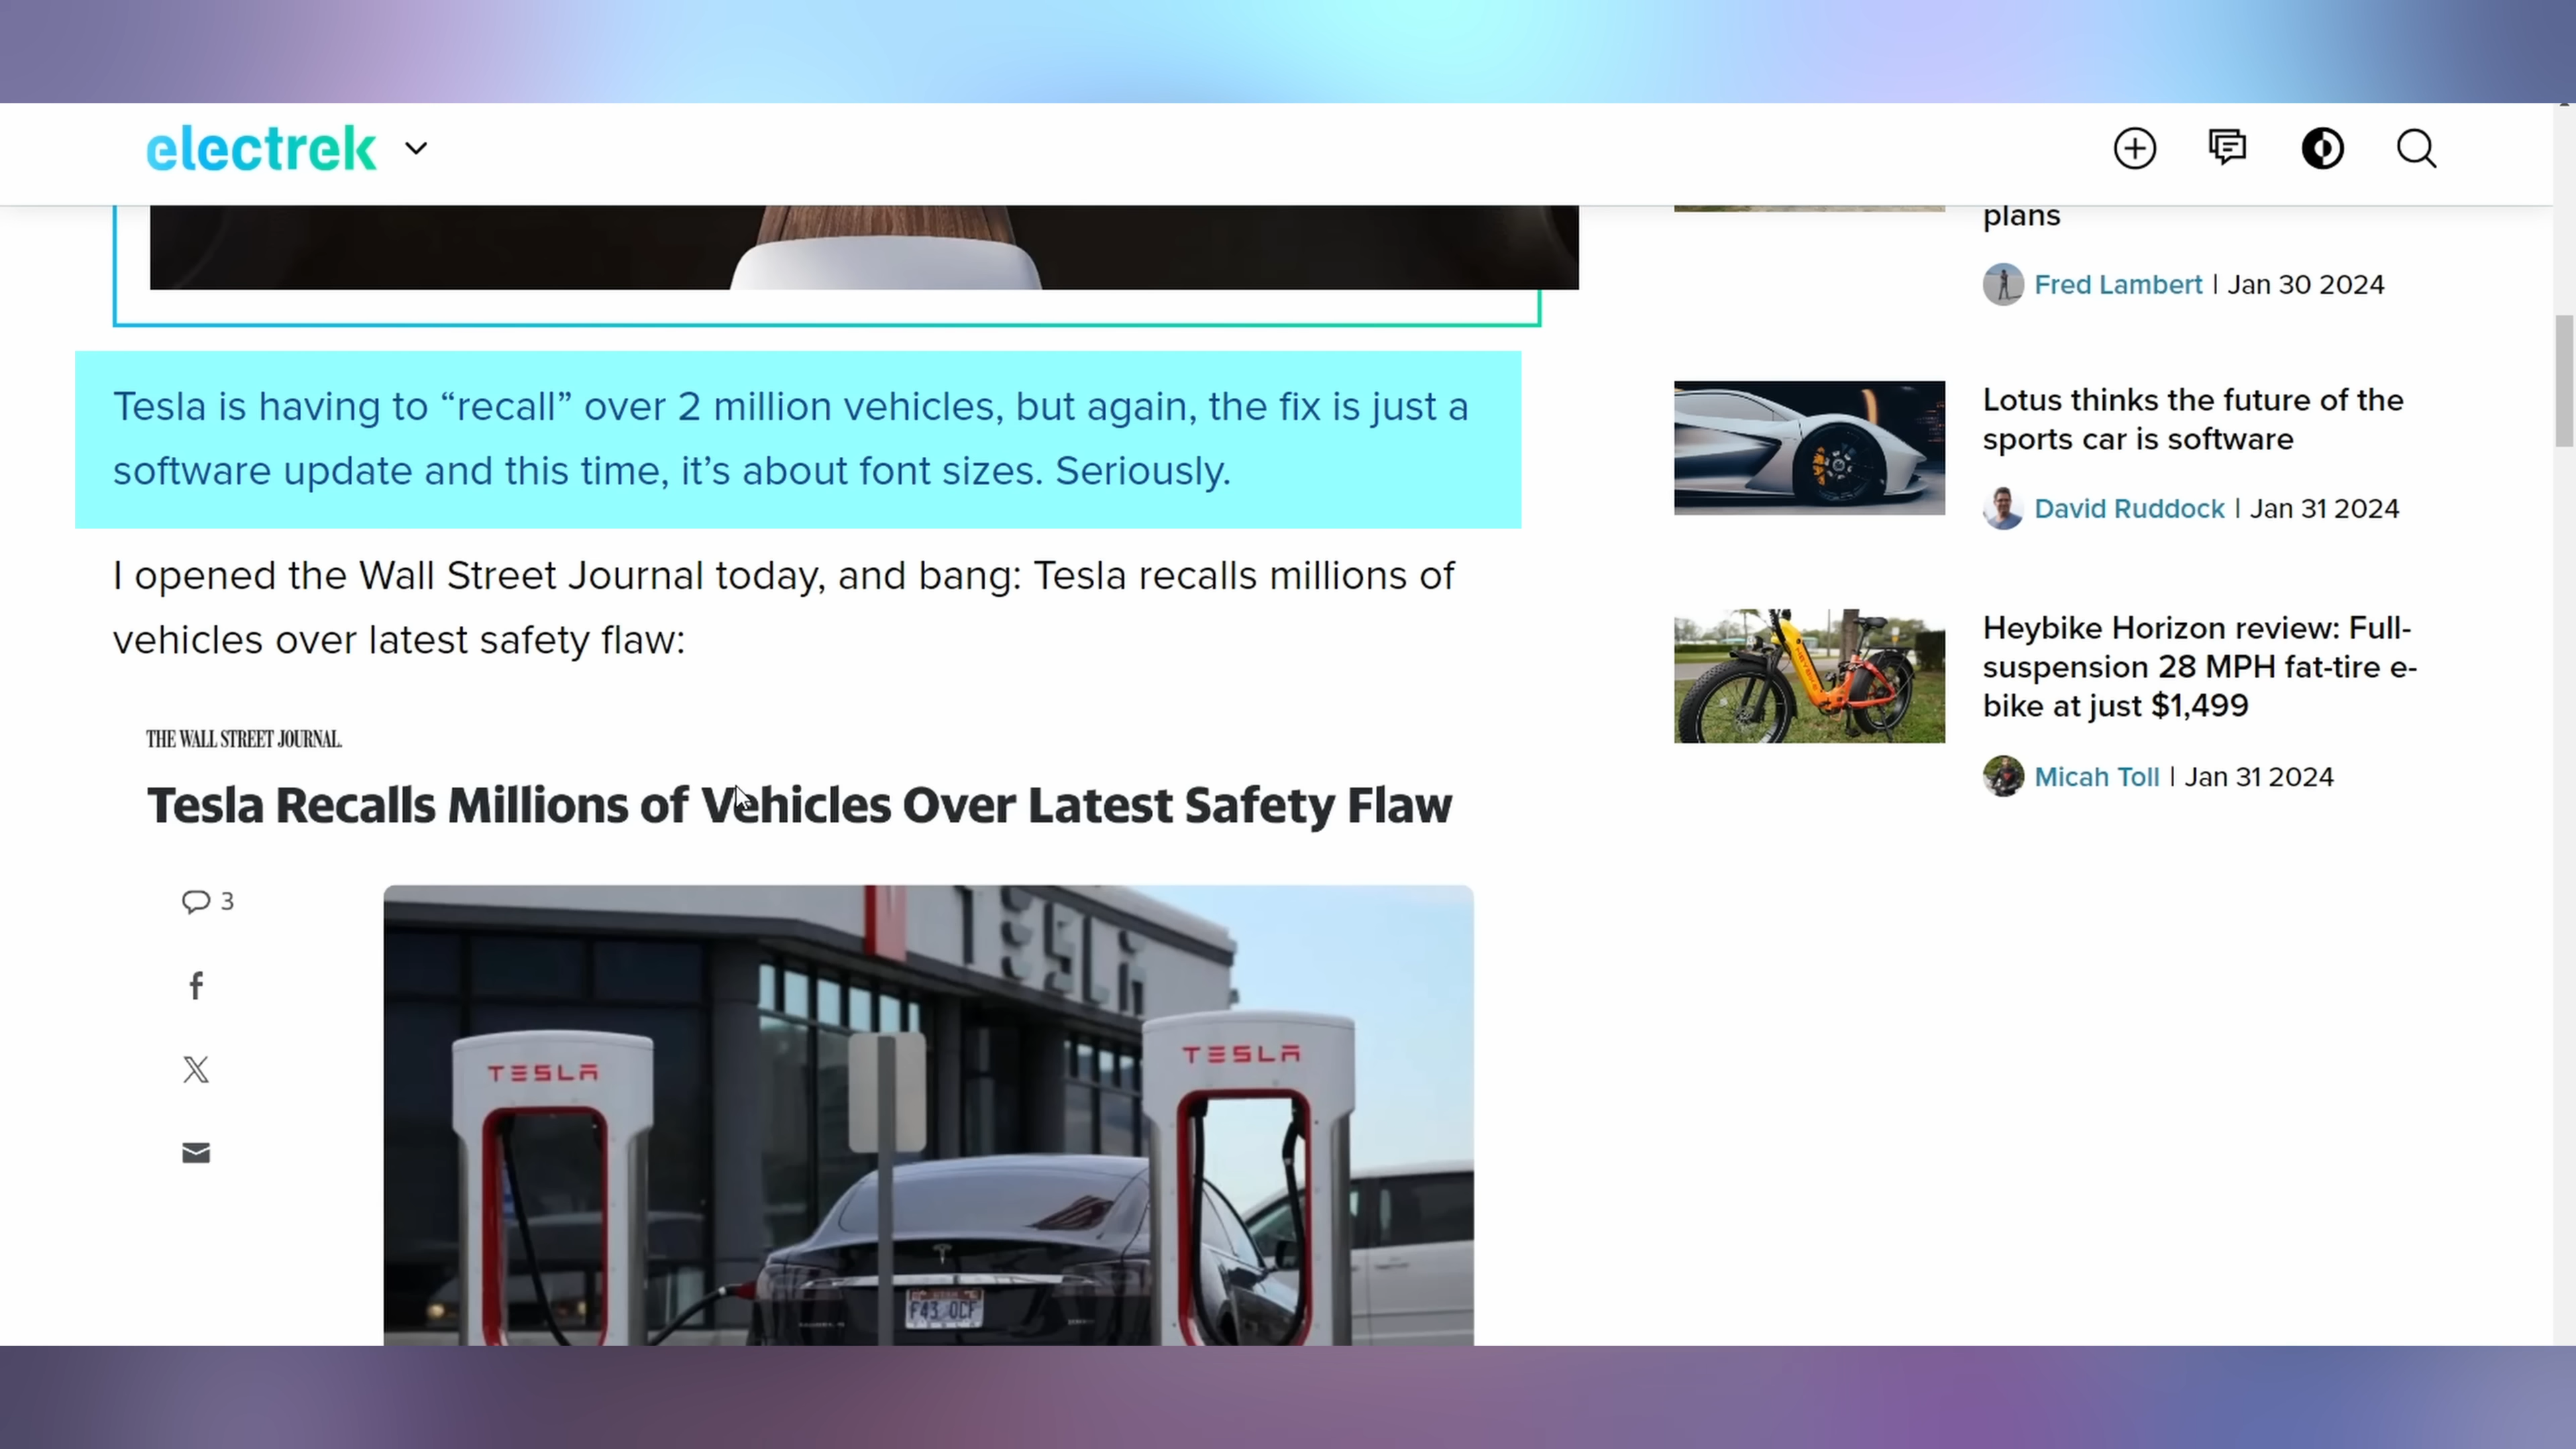 electrek
Tesla is having to “recall” over 2 million vehicles, but again, the fix is just a
software update and this time, it’s about font sizes. Seriously.
I opened the Wall Street Journal today, and bang: Tesla recalls millions of
vehicles over latest safety flaw:
THE WALL STREET JOURNAL.
Tesla Recalls Millions of Vehicles Over Latest Safety Flaw
3
TESLA
TESLA
TESLA
plans
Fred Lambert | Jan 30 2024
Lotus thinks the future of the
sports car is software
David Ruddock | Jan 31 2024
Heybike Horizon review: Full-
suspension 28 MPH fat-tire e-
bike at just $1,499
Micah Toll | Jan 31 2024